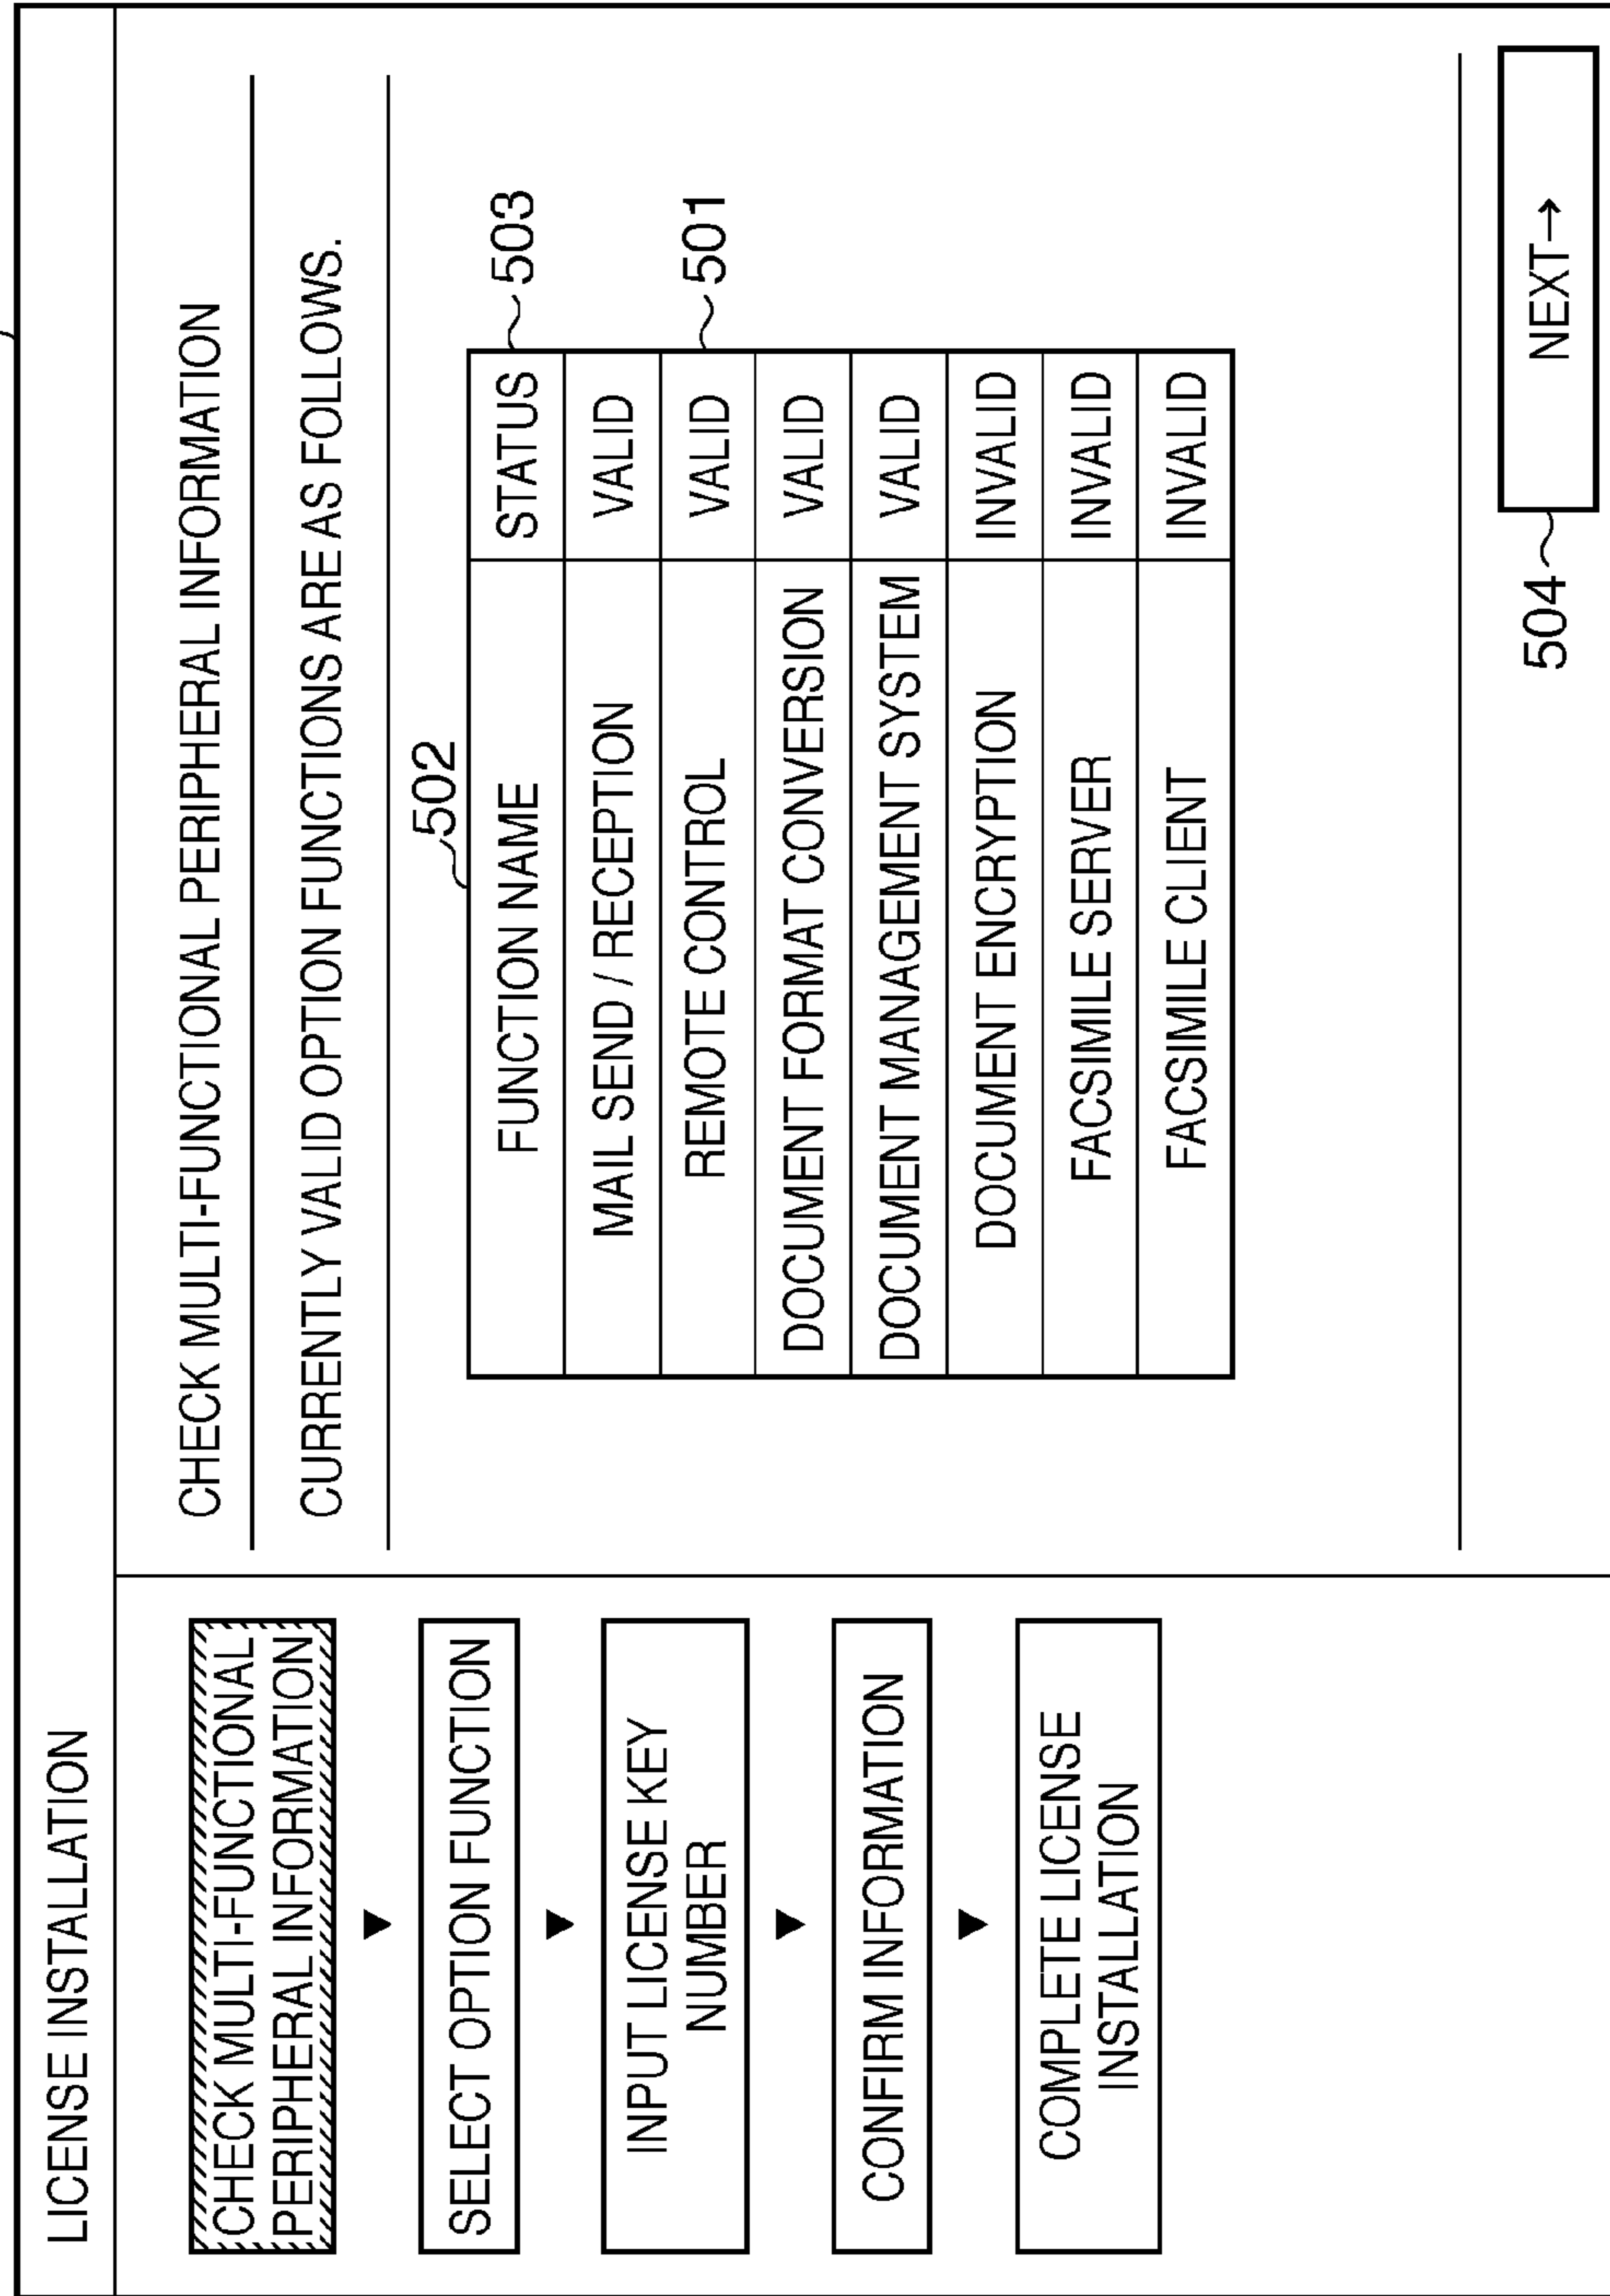 LICENSE INSTALLATION
CHECK MULTI-FUNCTIONAL
PERIPHERAL INFORMATION
SELECT OPTION FUNCTION
INPUT LICENSE KEY
NUMBER
CONFIRM INFORMATION
COMPLETE LICENSE
INSTALLATION
CHECK MULTI-FUNCTIONAL PERIPHERAL INFORMATION
CURRENTLY VALID OPTION FUNCTIONS ARE AS FOLLOWS.
502
FUNCTION NAME STATUS 503
MAIL SEND / RECEPTION VALID
REMOTE CONTROL VALID 501
DOCUMENT FORMAT CONVERSION VALID
DOCUMENT MANAGEMENT SYSTEM VALID
DOCUMENT ENCRYPTION INVALID
FACSIMILE SERVER INVALID
FACSIMILE CLIENT INVALID
504 NEXT→